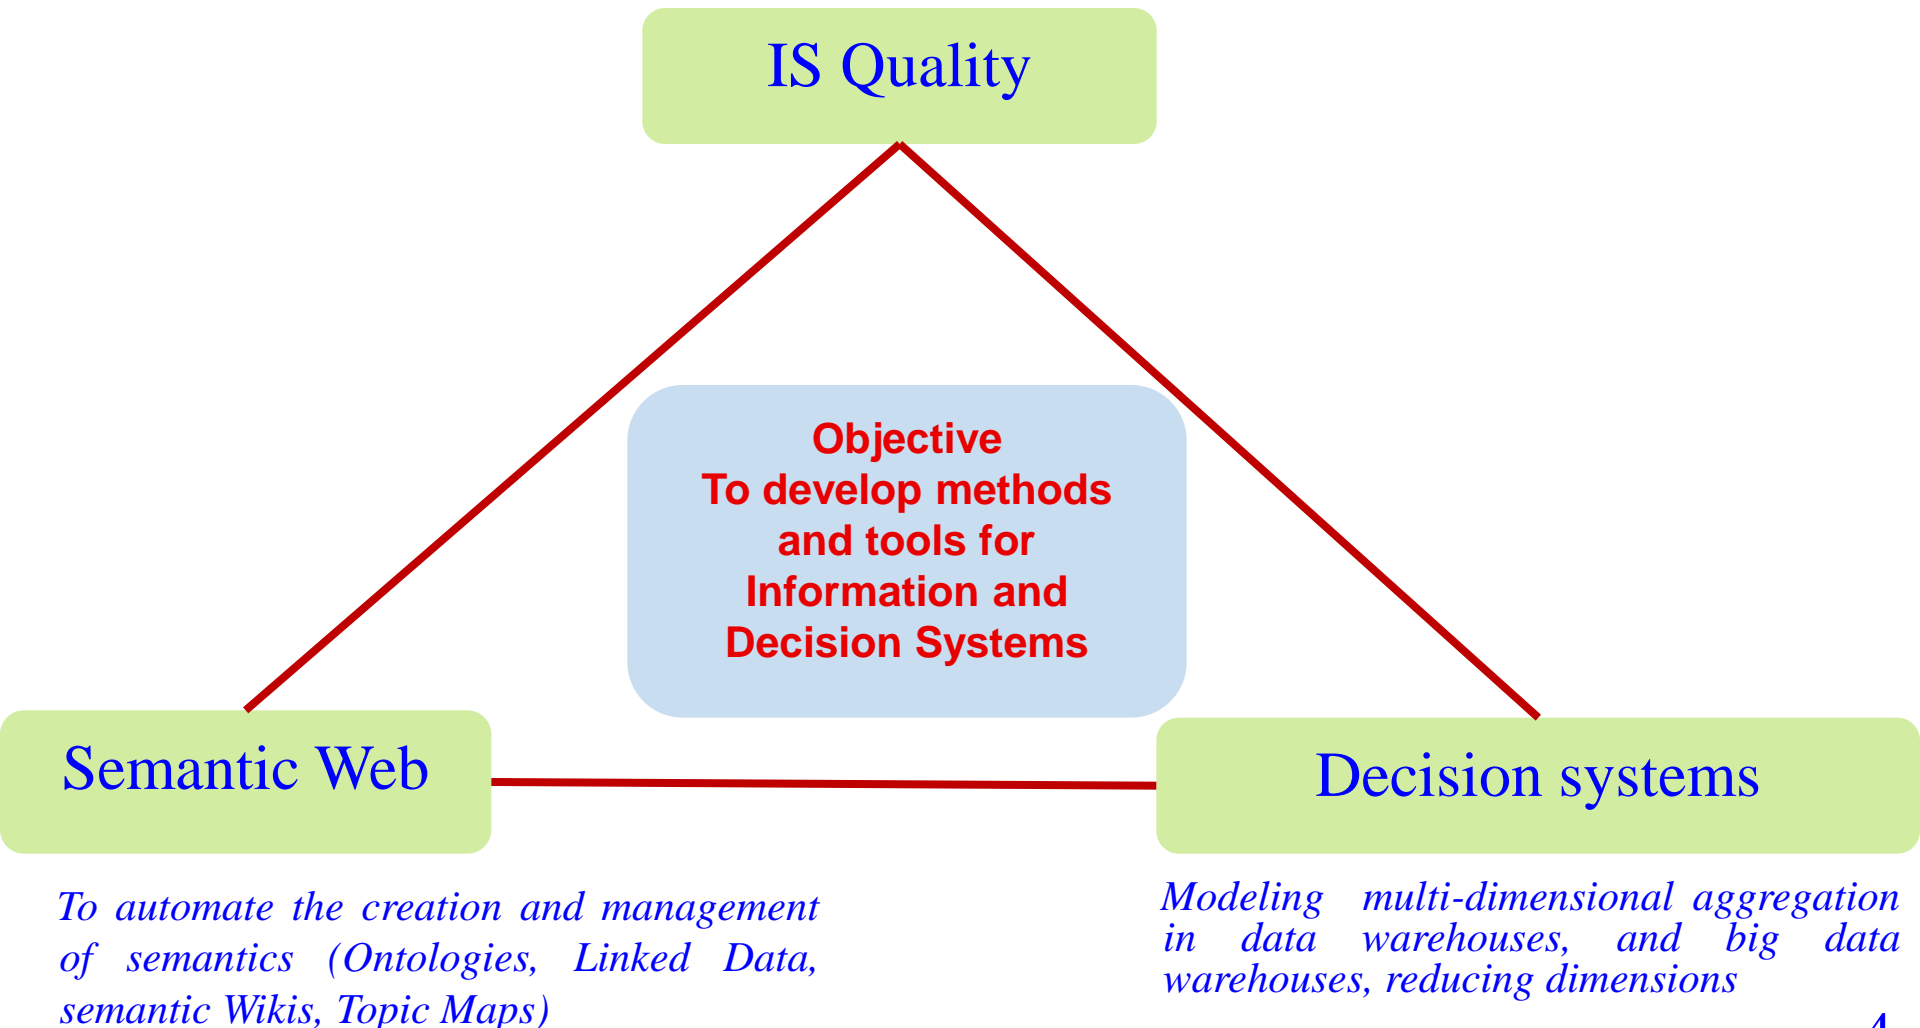 IS Quality
Objective
To develop methods
and tools for
Information and
Decision Systems
Semantic Web
Decision systems
To automate the creation and management
of semantics (Ontologies, Linked Data,
semantic Wikis, Topic Maps)
Modeling multi-dimensional aggregation
in data warehouses, and big data
warehouses, reducing dimensions
4